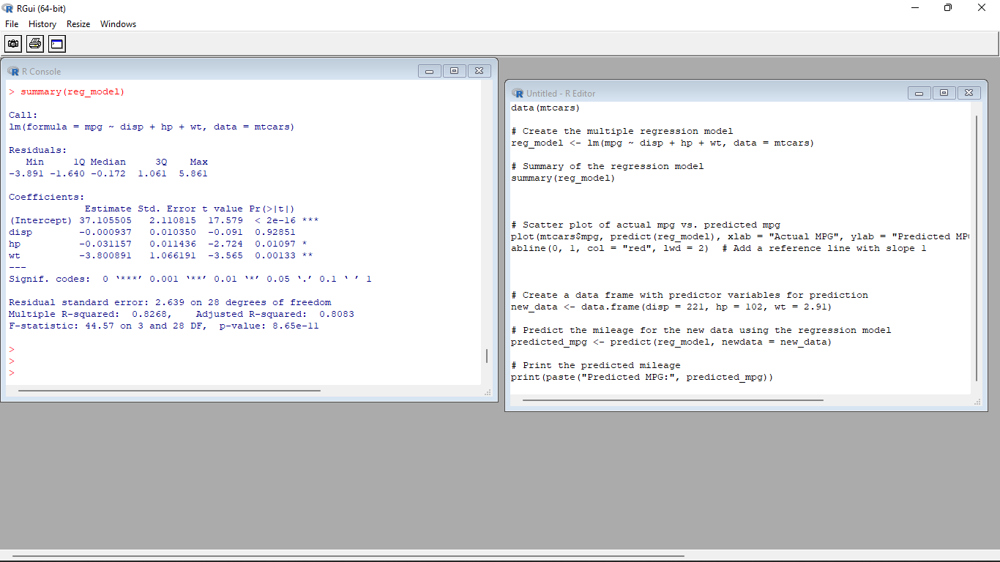 RGui (64-bit)
File History Resize Windows
R Console
> summary(reg_model)
Call:
lm(formula = mpg ~ disp + hp + wt, data = mtcars)
Residuals:
Min 1Q Median 3Q Max
-3.891 -1.640 -0.172 1.061 5.861
Coefficients:
Estimate Std. Error t value Pr(>|t|)
(Intercept) 37.105505 2.110815 17.579 < 2e-16 ***
disp -0.000937 0.010350 -0.091 0.92851
hp -0.031157 0.011436 -2.724 0.01097 *
wt -3.800891 1.066191 -3.565 0.00133 **
---
Signif. codes: 0 ‘***’ 0.001 ‘**’ 0.01 ‘*’ 0.05 ‘.’ 0.1 ‘ ’ 1
Residual standard error: 2.639 on 28 degrees of freedom
Multiple R-squared: 0.8268, Adjusted R-squared: 0.8083
F-statistic: 44.57 on 3 and 28 DF, p-value: 8.65e-11
>
>
>
Untitled - R Editor
data(mtcars)
# Create the multiple regression model
reg_model <- lm(mpg ~ disp + hp + wt, data = mtcars)
# Summary of the regression model
summary(reg_model)
# Scatter plot of actual mpg vs. predicted mpg
plot(mtcars$mpg, predict(reg_model), xlab = "Actual MPG", ylab = "Predicted MP
abline(0, 1, col = "red", lwd = 2) # Add a reference line with slope 1
# Create a data frame with predictor variables for prediction
new_data <- data.frame(disp = 221, hp = 102, wt = 2.91)
# Predict the mileage for the new data using the regression model
predicted_mpg <- predict(reg_model, newdata = new_data)
# Print the predicted mileage
print(paste("Predicted MPG:", predicted_mpg))